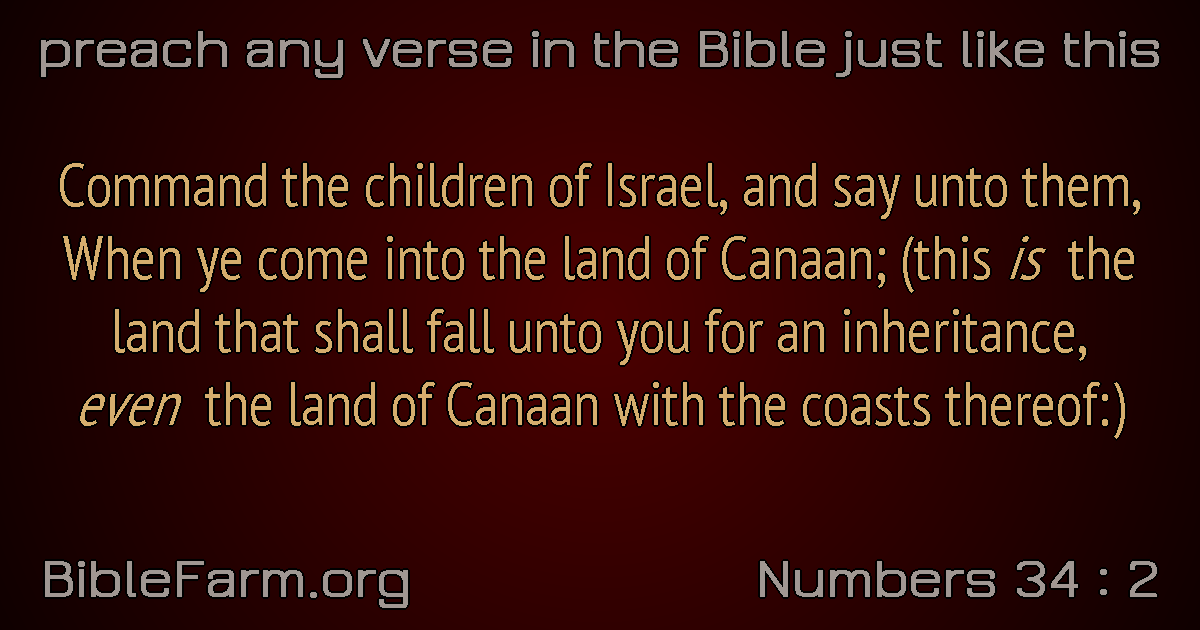 preach any verse in the Bible just like this
Command the children of Israel, and say unto them,
When ye come into the land of Canaan; (this is the
land that shall fall unto you for an inheritance,
even the land of Canaan with the coasts thereof:)
BibleFarm.org
Numbers 34 : 2